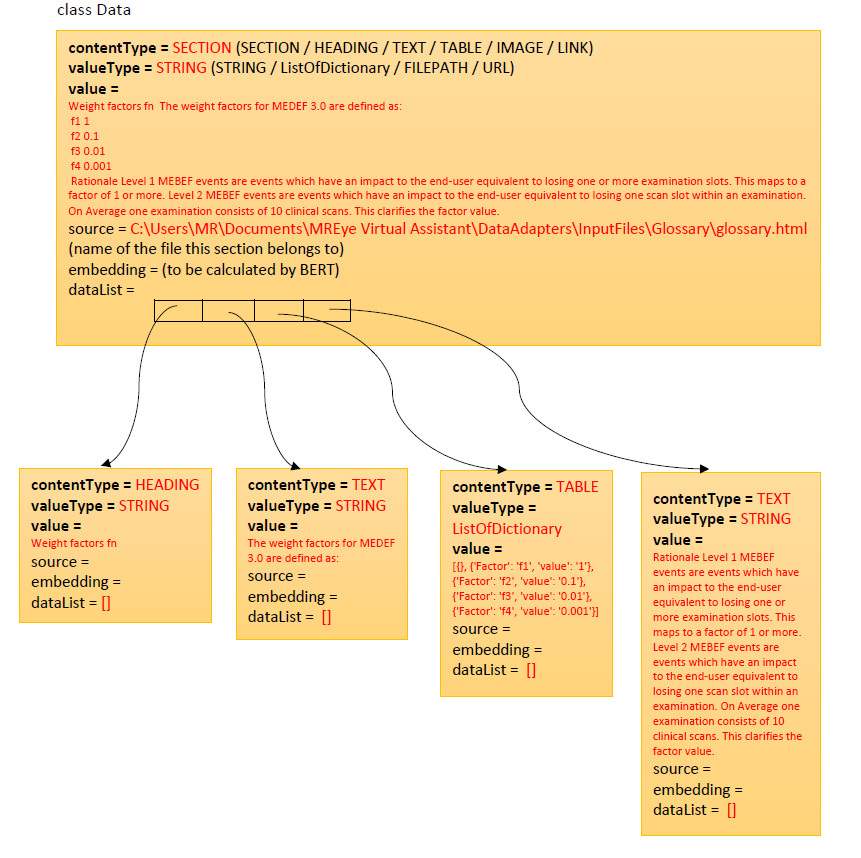 class Data
contentType = SECTION (SECTION / HEADING / TEXT / TABLE / IMAGE / LINK)
valueType = STRING (STRING / ListOfDictionary / FILEPATH / URL)
value =
Weight factors fn  The weight factors for MEDEF 3.0 are defined as:
f1 1
f2 0.1
f3 0.01
f4 0.001
Rationale Level 1 MEBEF events are events which have an impact to the end-user equivalent to losing one or more examination slots. This maps to a
factor of 1 or more. Level 2 MEBEF events are events which have an impact to the end-user equivalent to losing one scan slot within an examination.
On Average one examination consists of 10 clinical scans. This clarifies the factor value.
source = C:\Users\MR\Documents\MREye Virtual Assistant\DataAdapters\InputFiles\Glossary\glossary.html
(name of the file this section belongs to)
embedding = (to be calculated by BERT)
dataList =
contentType = HEADING
valueType = STRING
value =
Weight factors fn
source =
embedding =
dataList = []
contentType = TEXT
valueType = STRING
value =
The weight factors for MEDEF
3.0 are defined as:
source =
embedding =
dataList =  []
contentType = TABLE
valueType =
ListOfDictionary
value =
[{}, {'Factor': 'f1', 'value': '1'},
{'Factor': 'f2', 'value': '0.1'},
{'Factor': 'f3', 'value': '0.01'},
{'Factor': 'f4', 'value': '0.001'}]
source =
embedding =
dataList =  []
contentType = TEXT
valueType = STRING
value =
Rationale Level 1 MEBEF
events are events which have
an impact to the end-user
equivalent to losing one or
more examination slots. This
maps to a factor of 1 or more.
Level 2 MEBEF events are
events which have an impact
to the end-user equivalent to
losing one scan slot within an
examination. On Average one
examination consists of 10
clinical scans. This clarifies the
factor value.
source =
embedding =
dataList =  []